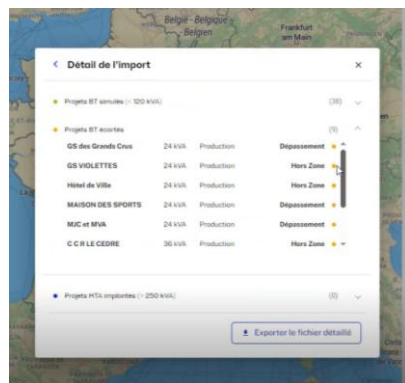 België - Belgique -
Belgien
Frankfurt
am Main
Détail de l'import
Projets BT simulés (< 120 kVA) (38)
Projets BT écartés (9)
GS des Grands Crus 24 kVA Production Dépassement
GS VIOLETTES 24 kVA Production Hors Zone
Hôtel de Ville 24 kVA Production Hors Zone
MAISON DES SPORTS 24 kVA Production Dépassement
MJC et MVA 24 kVA Production Dépassement
C C R LE CEDRE 36 kVA Production Hors Zone
Projets HTA implantés (> 250 kVA) (0)
Exporter le fichier détaillé